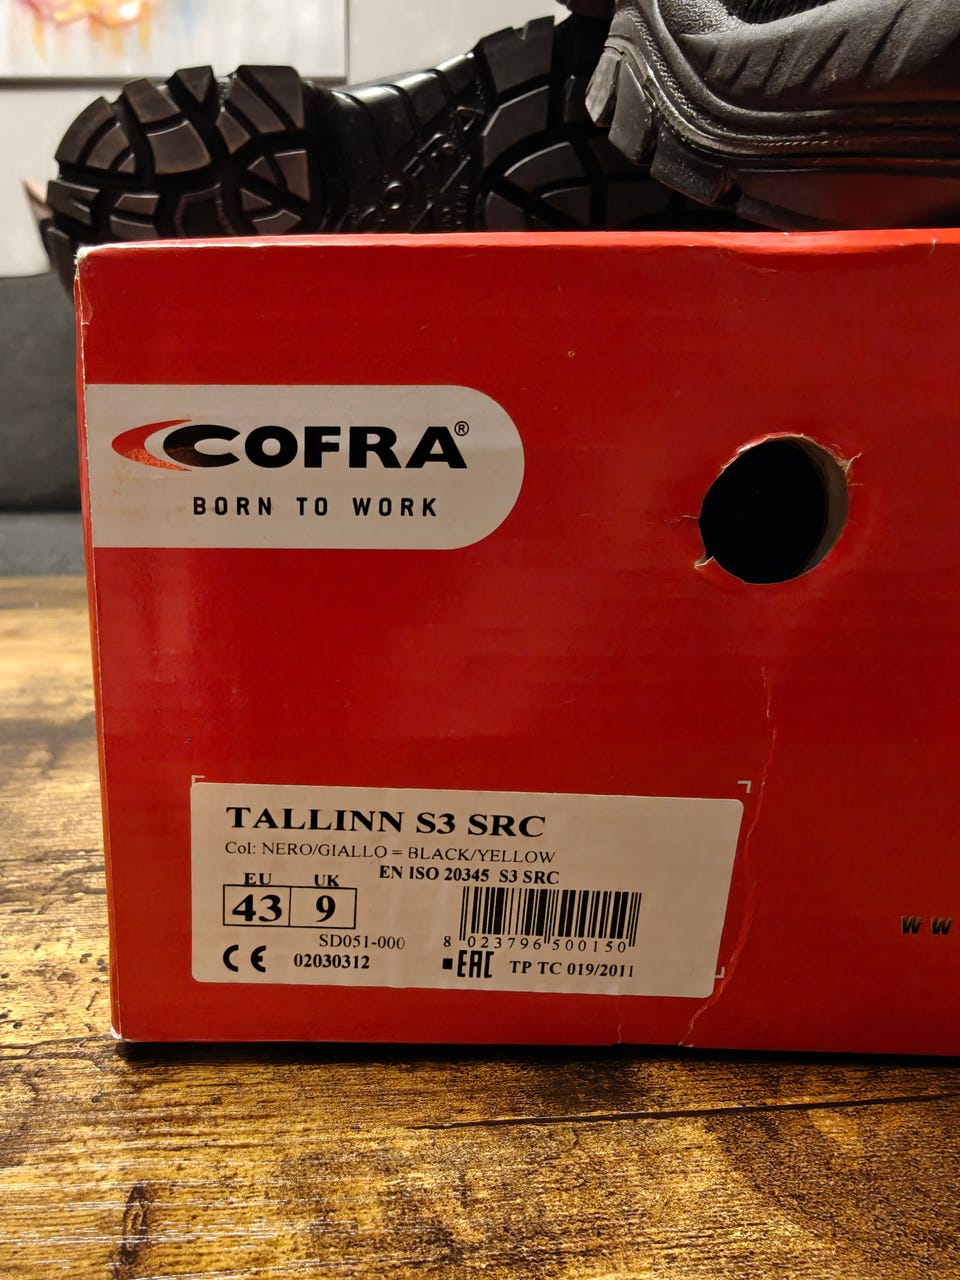 COFRA®
BORN TO WORK
TALLINN S3 SRC
Col: NERO/GIALLO = BLACK/YELLOW
EN ISO 20345 S3 SRC
EU UK
43 9
SD051-000
8 023796 500150
CE 02030312
EAC TP TC 019/2011
ww